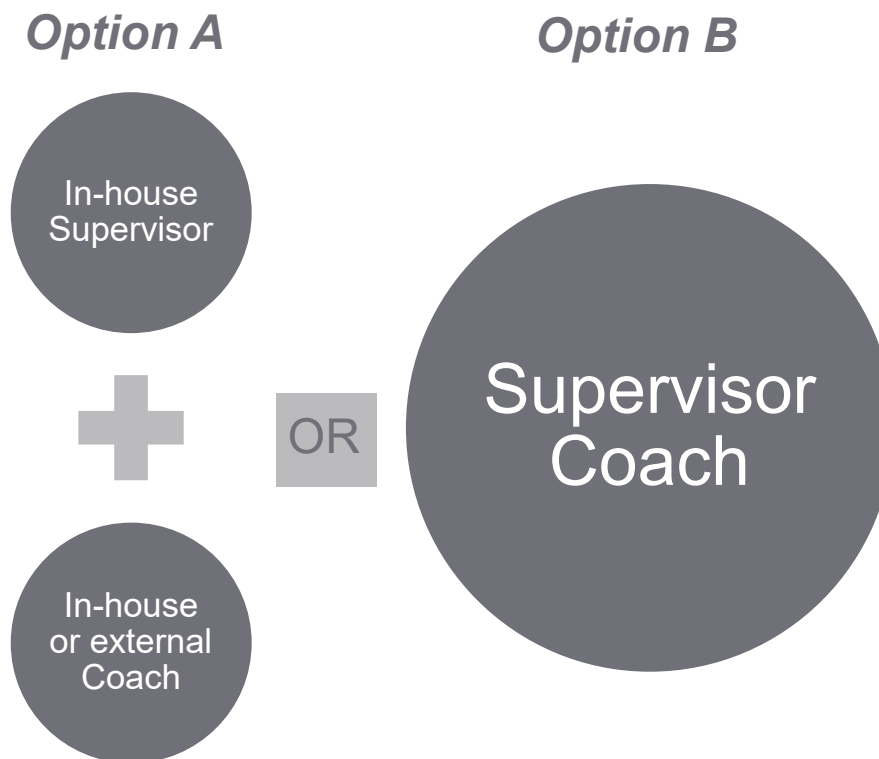 Option A
In-house
Supervisor
In-house
or external
Coach
OR
Option B
Supervisor
Coach